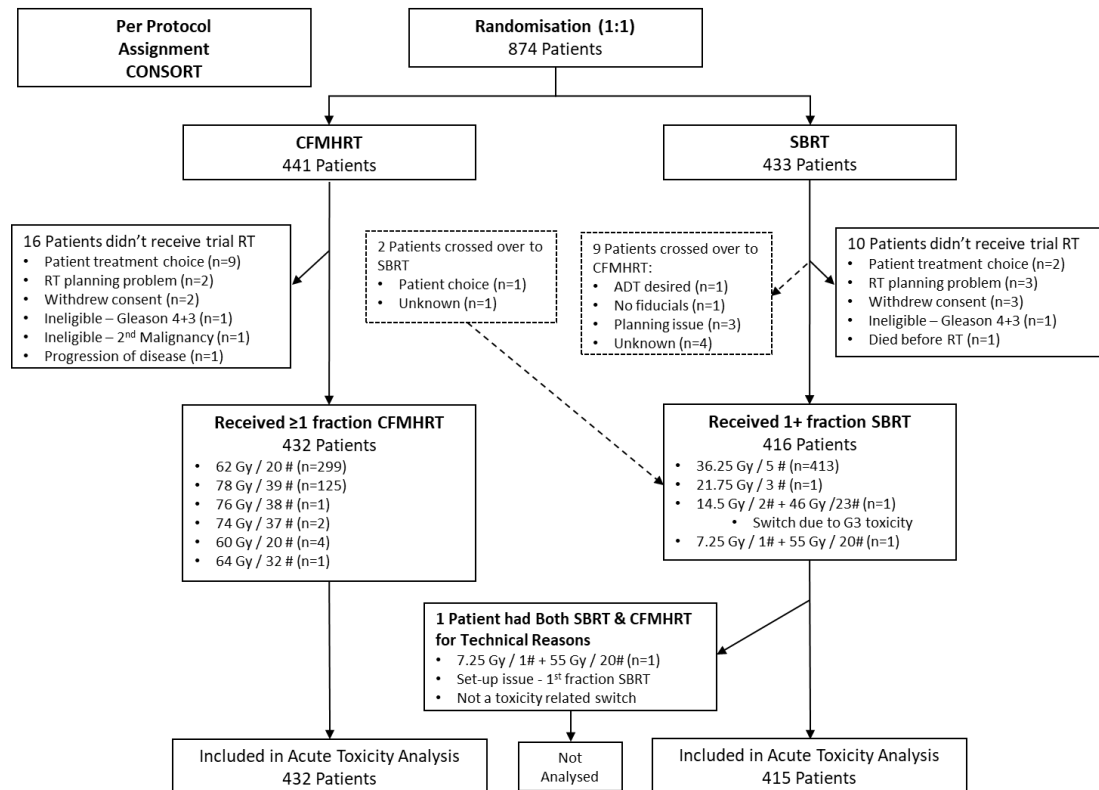 Per Protocol
Assignment
CONSORT
Randomisation (1:1)
874 Patients
CFMHRT
441 Patients
SBRT
433 Patients
16 Patients didn't receive trial RT
• Patient treatment choice (n=9)
• RT planning problem (n=2)
• Withdrew consent (n=2)
• Ineligible – Gleason 4+3 (n=1)
• Ineligible – 2nd Malignancy (n=1)
• Progression of disease (n=1)
2 Patients crossed over to
SBRT
• Patient choice (n=1)
• Unknown (n=1)
9 Patients crossed over to
CFMHRT:
• ADT desired (n=1)
• No fiducials (n=1)
• Planning issue (n=3)
• Unknown (n=4)
10 Patients didn't receive trial RT
• Patient treatment choice (n=2)
• RT planning problem (n=3)
• Withdrew consent (n=3)
• Ineligible – Gleason 4+3 (n=1)
• Died before RT (n=1)
Received ≥1 fraction CFMHRT
432 Patients
• 62 Gy / 20 # (n=299)
• 78 Gy / 39 # (n=125)
• 76 Gy / 38 # (n=1)
• 74 Gy / 37 # (n=2)
• 60 Gy / 20 # (n=4)
• 64 Gy / 32 # (n=1)
Received 1+ fraction SBRT
416 Patients
• 36.25 Gy / 5 # (n=413)
• 21.75 Gy / 3 # (n=1)
• 14.5 Gy / 2# + 46 Gy /23# (n=1)
• Switch due to G3 toxicity
• 7.25 Gy / 1# + 55 Gy / 20# (n=1)
1 Patient had Both SBRT & CFMHRT
for Technical Reasons
• 7.25 Gy / 1# + 55 Gy / 20# (n=1)
• Set-up issue - 1st fraction SBRT
• Not a toxicity related switch
Included in Acute Toxicity Analysis
432 Patients
Not
Analysed
Included in Acute Toxicity Analysis
415 Patients